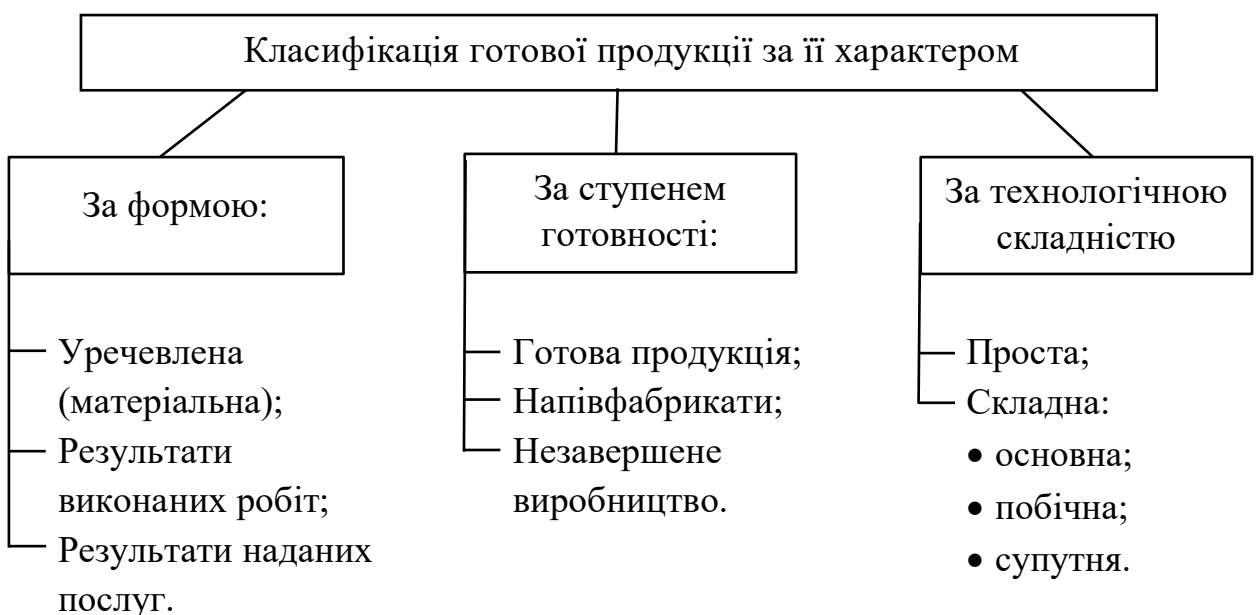 Класифікація готової продукції за її характером
За формою:
Уречевлена
(матеріальна);
Результати
виконаних робіт;
Результати наданих
послуг.
За ступенем
готовності:
Готова продукція;
Напівфабрикати;
Незавершене
виробництво.
За технологічною
складністю
Проста;
Складна:
• основна;
• побічна;
• супутня.